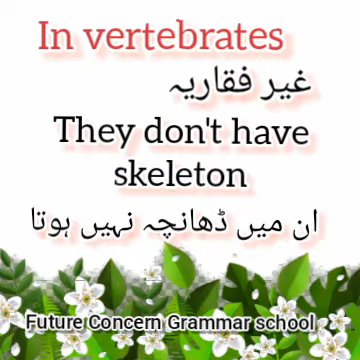 In vertebrates
غیر فقاریہ
They don't have
skeleton
ان میں ڈھانچہ نہیں ہوتا
Future Concern Grammar school